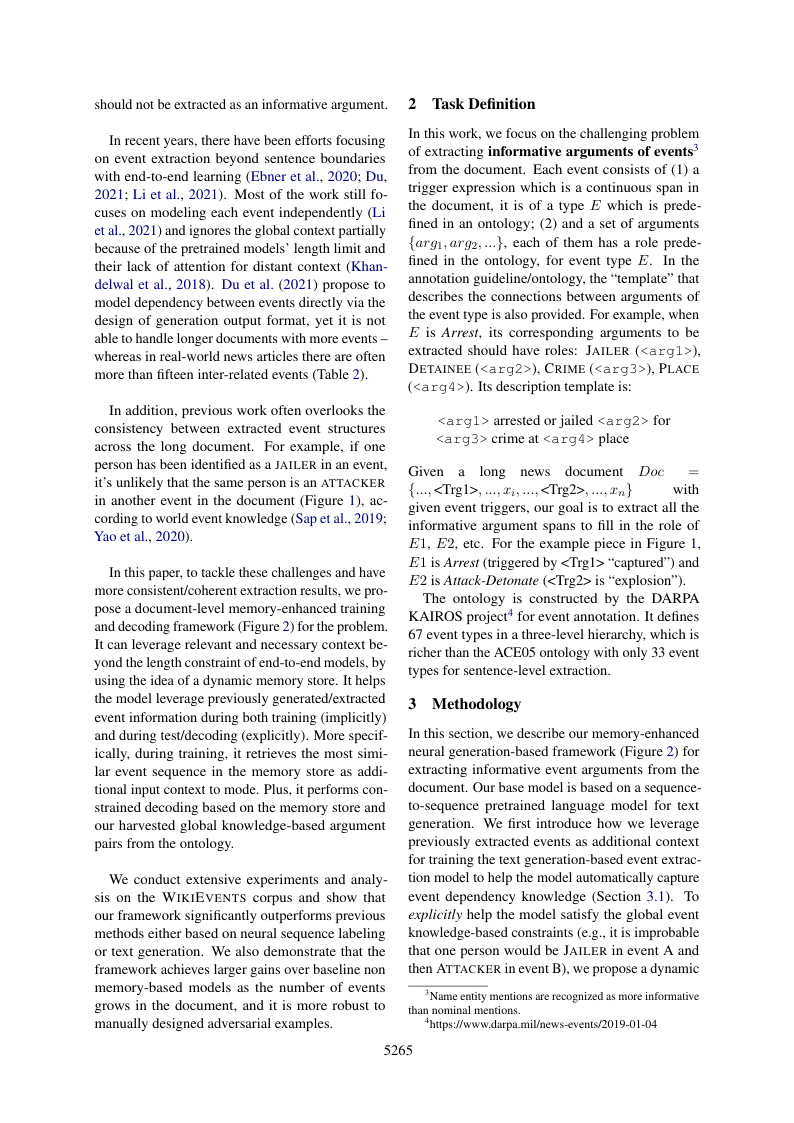 should not be extracted as an informative argument.
In recent years, there have been efforts focusing
on event extraction beyond sentence boundaries
with end-to-end learning (Ebner et al., 2020; Du,
2021; Li et al., 2021). Most of the work still fo-
cuses on modeling each event independently (Li
et al., 2021) and ignores the global context partially
because of the pretrained models’ length limit and
their lack of attention for distant context (Khan-
delwal et al., 2018). Du et al. (2021) propose to
model dependency between events directly via the
design of generation output format, yet it is not
able to handle longer documents with more events –
whereas in real-world news articles there are often
more than fifteen inter-related events (Table 2).
In addition, previous work often overlooks the
consistency between extracted event structures
across the long document. For example, if one
person has been identified as a JAILER in an event,
it’s unlikely that the same person is an ATTACKER
in another event in the document (Figure 1), ac-
cording to world event knowledge (Sap et al., 2019;
Yao et al., 2020).
In this paper, to tackle these challenges and have
more consistent/coherent extraction results, we pro-
pose a document-level memory-enhanced training
and decoding framework (Figure 2) for the problem.
It can leverage relevant and necessary context be-
yond the length constraint of end-to-end models, by
using the idea of a dynamic memory store. It helps
the model leverage previously generated/extracted
event information during both training (implicitly)
and during test/decoding (explicitly). More specif-
ically, during training, it retrieves the most simi-
lar event sequence in the memory store as addi-
tional input context to mode. Plus, it performs con-
strained decoding based on the memory store and
our harvested global knowledge-based argument
pairs from the ontology.
We conduct extensive experiments and analy-
sis on the WIKIEVENTS corpus and show that
our framework significantly outperforms previous
methods either based on neural sequence labeling
or text generation. We also demonstrate that the
framework achieves larger gains over baseline non
memory-based models as the number of events
grows in the document, and it is more robust to
manually designed adversarial examples.
2 Task Definition
In this work, we focus on the challenging problem
of extracting informative arguments of events3
from the document. Each event consists of (1) a
trigger expression which is a continuous span in
the document, it is of a type E which is prede-
fined in an ontology; (2) and a set of arguments
{arg1, arg2, ...}, each of them has a role prede-
fined in the ontology, for event type E. In the
annotation guideline/ontology, the “template” that
describes the connections between arguments of
the event type is also provided. For example, when
E is Arrest, its corresponding arguments to be
extracted should have roles: JAILER (<arg1>),
DETAINEE (<arg2>), CRIME (<arg3>), PLACE
(<arg4>). Its description template is:
<arg1> arrested or jailed <arg2> for
<arg3> crime at <arg4> place
Given a long news document Doc =
{..., <Trg1>, ..., xi, ..., <Trg2>, ..., xn} with
given event triggers, our goal is to extract all the
informative argument spans to fill in the role of
E1, E2, etc. For the example piece in Figure 1,
E1 is Arrest (triggered by <Trg1> “captured”) and
E2 is Attack-Detonate (<Trg2> is “explosion”).
The ontology is constructed by the DARPA
KAIROS project4 for event annotation. It defines
67 event types in a three-level hierarchy, which is
richer than the ACE05 ontology with only 33 event
types for sentence-level extraction.
3 Methodology
In this section, we describe our memory-enhanced
neural generation-based framework (Figure 2) for
extracting informative event arguments from the
document. Our base model is based on a sequence-
to-sequence pretrained language model for text
generation. We first introduce how we leverage
previously extracted events as additional context
for training the text generation-based event extrac-
tion model to help the model automatically capture
event dependency knowledge (Section 3.1). To
explicitly help the model satisfy the global event
knowledge-based constraints (e.g., it is improbable
that one person would be JAILER in event A and
then ATTACKER in event B), we propose a dynamic
3Name entity mentions are recognized as more informative
than nominal mentions.
4https://www.darpa.mil/news-events/2019-01-04
5265